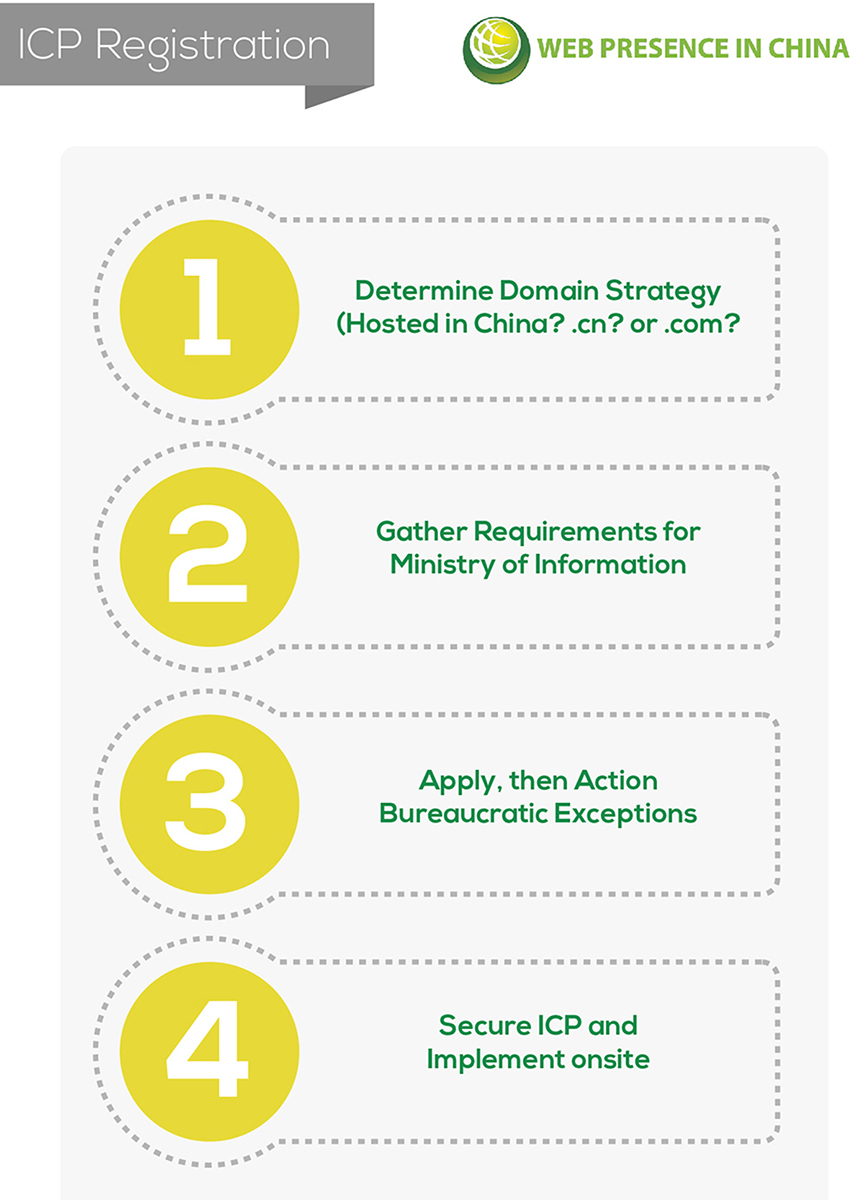 ICP Registration
WEB PRESENCE IN CHINA
1
Determine Domain Strategy
(Hosted in China? .cn? or .com?
2
Gather Requirements for
Ministry of Information
3
Apply, then Action
Bureaucratic Exceptions
4
Secure ICP and
Implement onsite